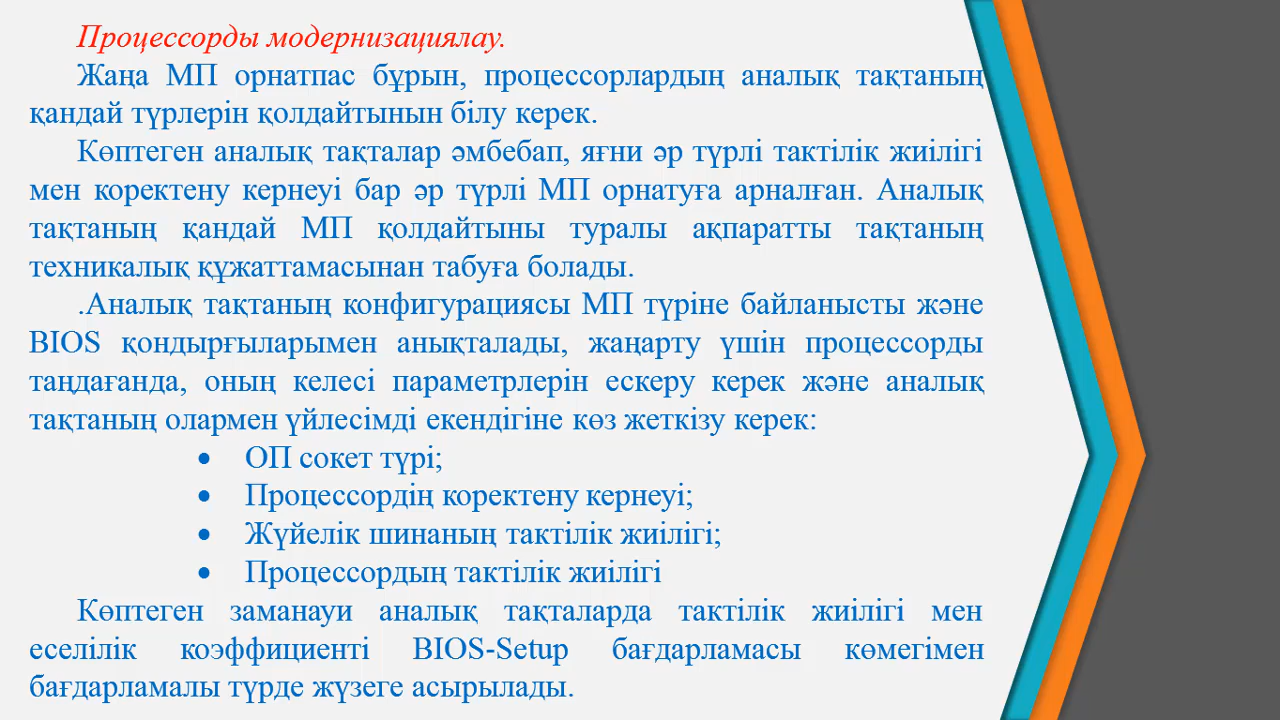 Процессорды модернизациялау.
Жаңа МП орнатпас бұрын, процессорлардың аналық тақтаның
қандай түрлерін қолдайтынын білу керек.
Көптеген аналық тақталар әмбебап, яғни әр түрлі тактілік жиілігі
мен коректену кернеуі бар әр түрлі МП орнатуға арналған. Аналық
тақтаның қандай МП қолдайтыны туралы ақпаратты тақтаның
техникалық құжаттамасынан табуға болады.
.Аналық тақтаның конфигурациясы МП түріне байланысты және
BIOS қондырғыларымен анықталады, жаңарту үшін процессорды
таңдағанда, оның келесі параметрлерін ескеру керек және аналық
тақтаның олармен үйлесімді екендігіне көз жеткізу керек:
• ОП сокет түрі;
• Процессордің коректену кернеуі;
• Жүйелік шинаның тактілік жиілігі;
• Процессордың тактілік жиілігі
Көптеген заманауи аналық тақталарда тактілік жиілігі мен
еселілік коэффициенті BIOS-Setup бағдарламасы көмегімен
бағдарламалы түрде жүзеге асырылады.